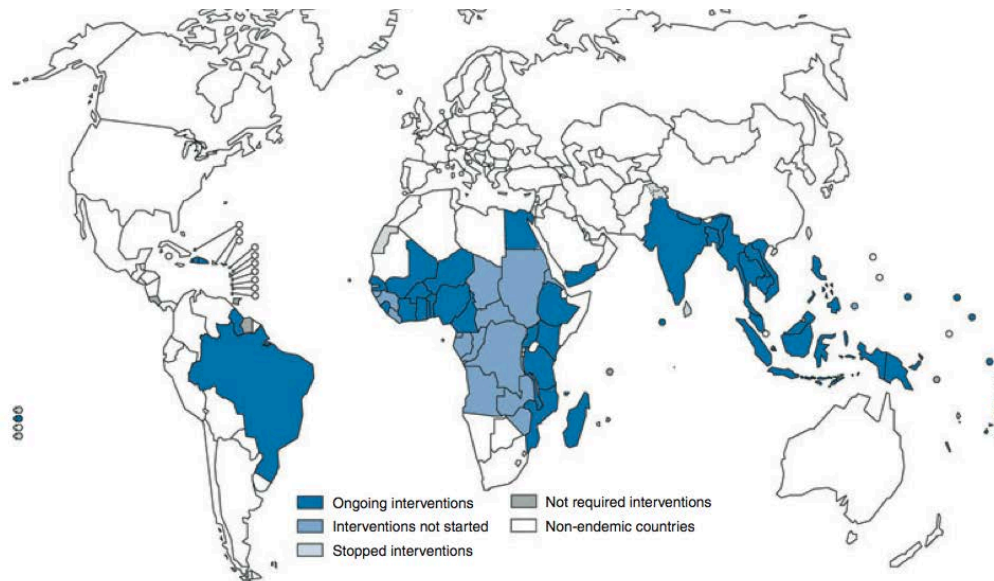 Ongoing interventions
Interventions not started
Stopped interventions
Not required interventions
Non-endemic countries